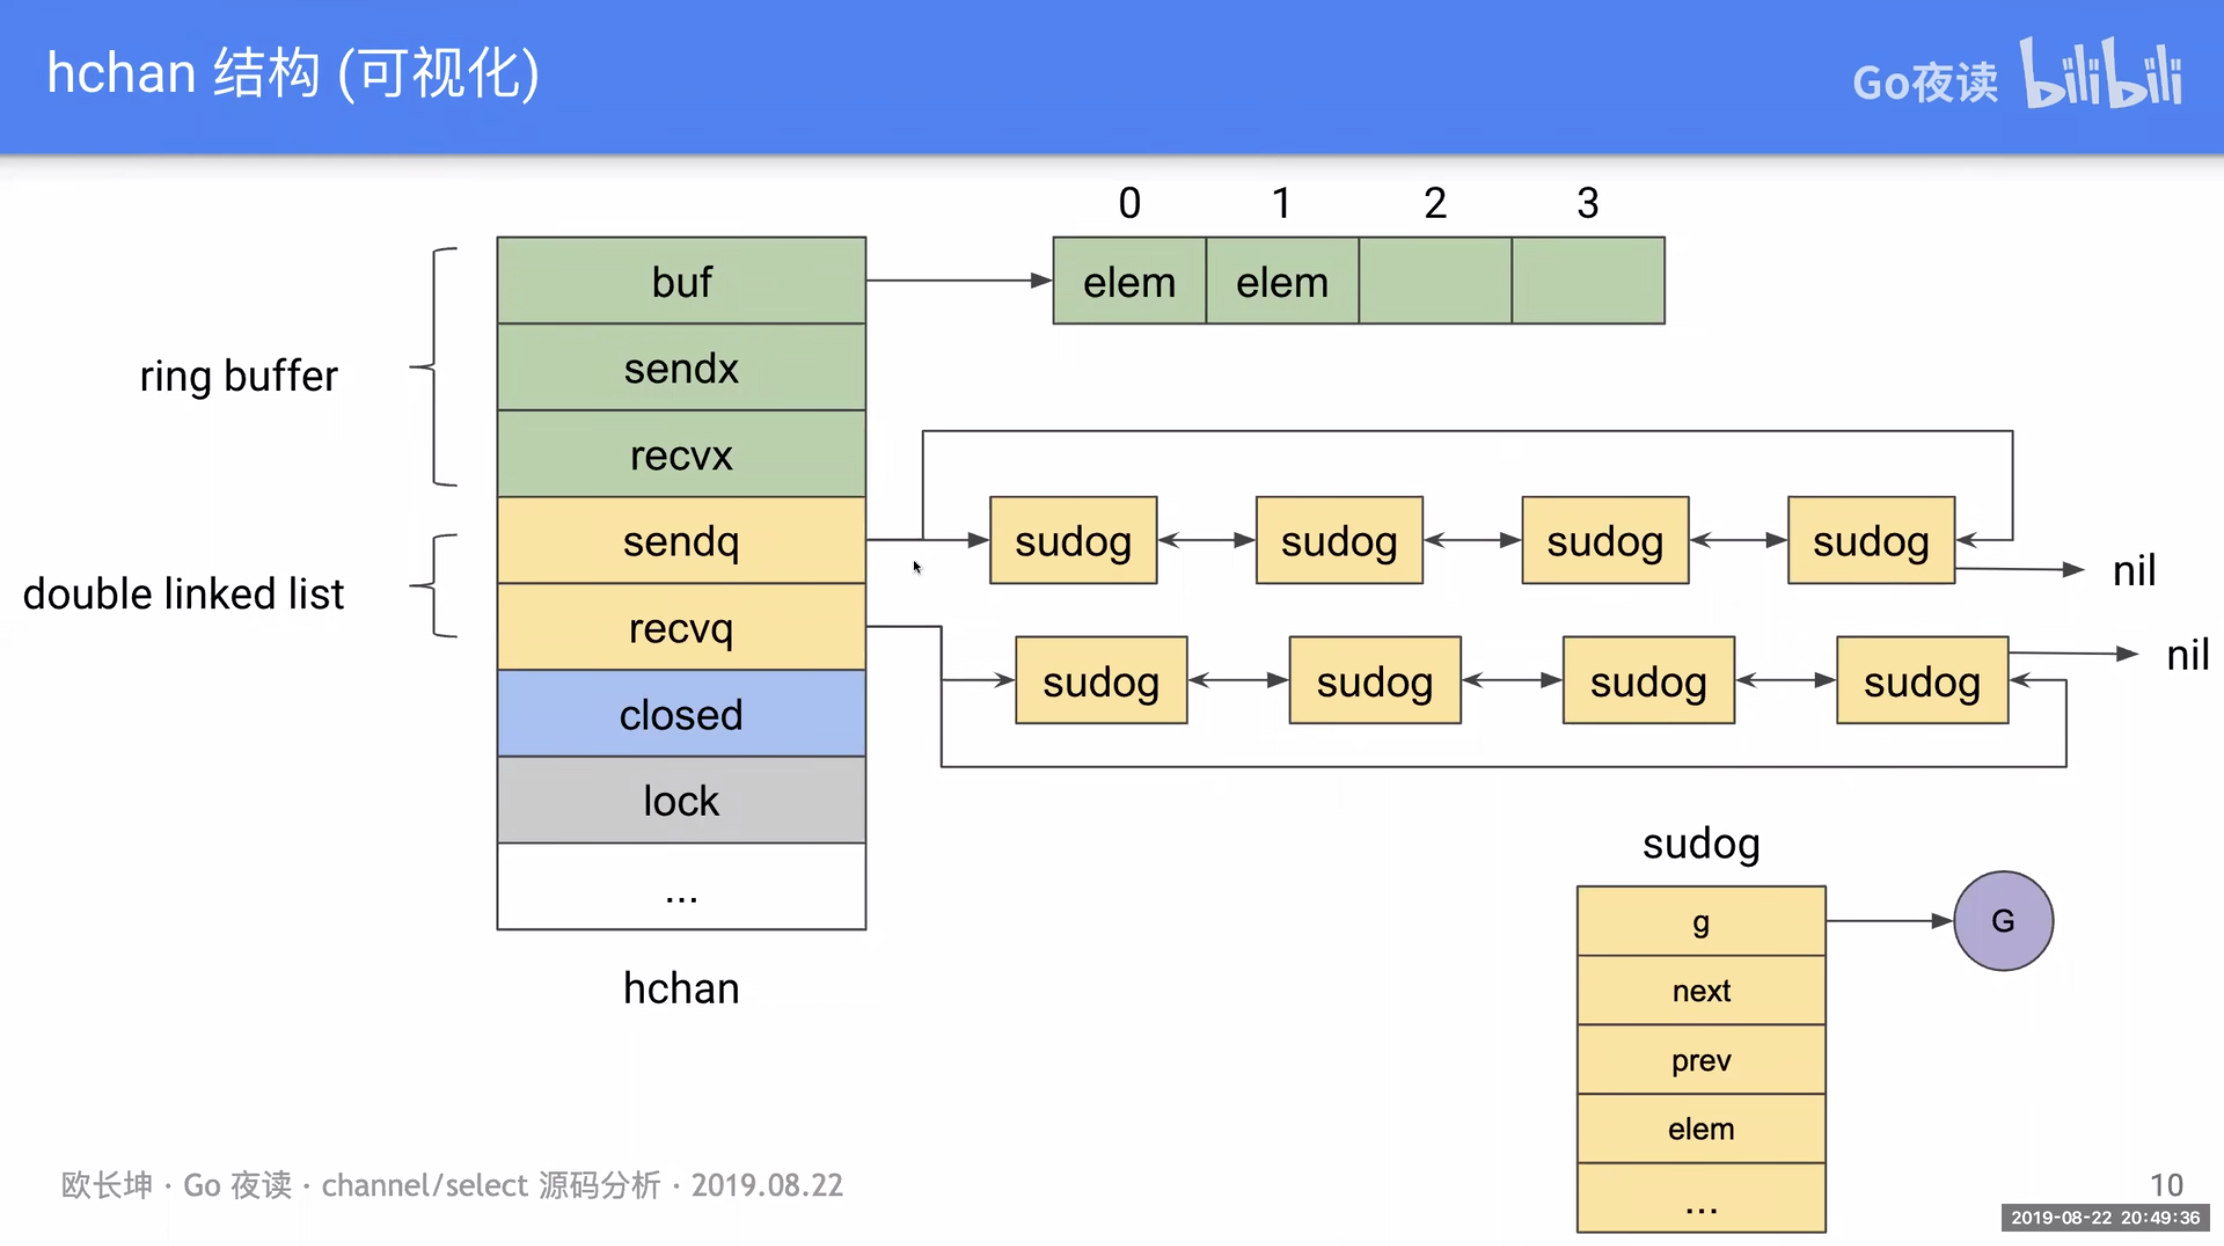 hchan 结构 (可视化)
Go夜读 bilibili
0 1 2 3
buf
elem elem
sendx
ring buffer
recvx
sendq
sudog sudog sudog sudog
nil
double linked list
recvq
sudog sudog sudog sudog
nil
closed
lock
...
hchan
sudog
g
G
next
prev
elem
...
欧长坤 · Go 夜读 · channel/select 源码分析 · 2019.08.22
10
2019-08-22 20:49:36